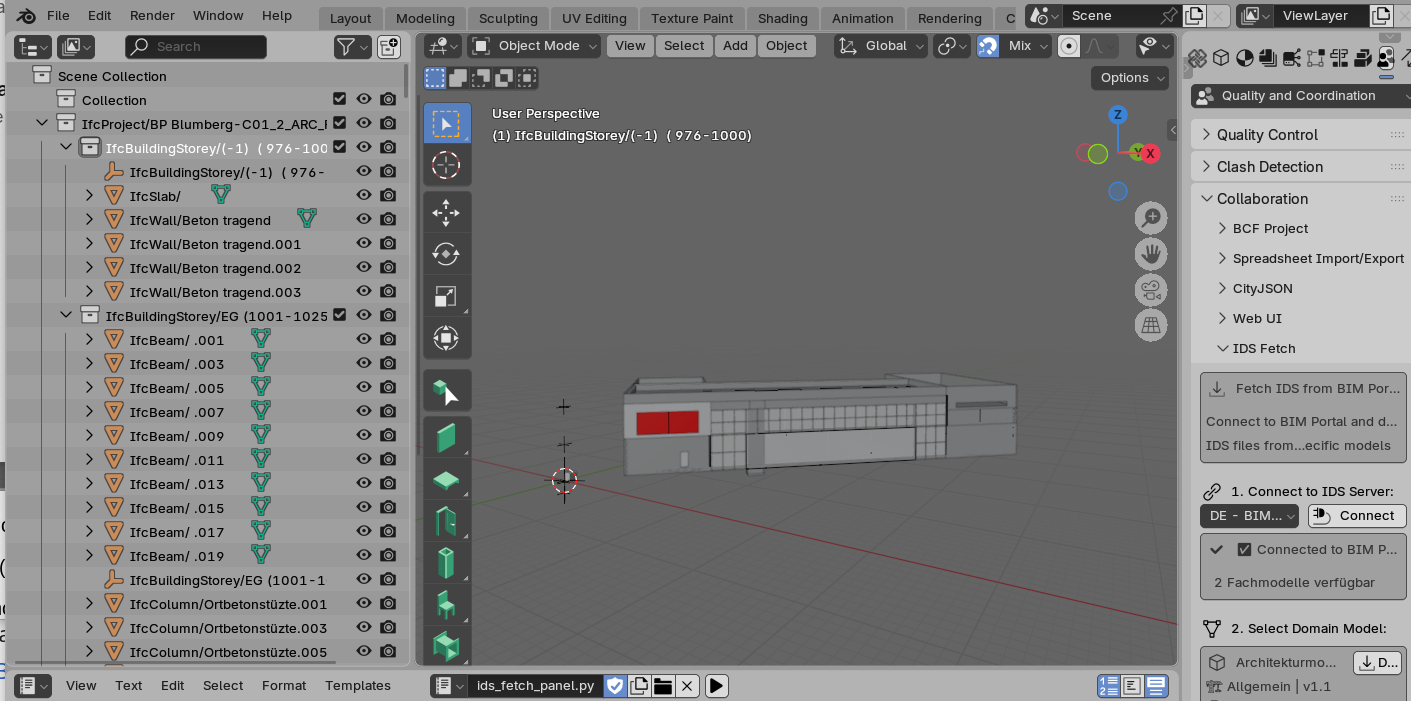 File Edit Render Window Help Layout Modeling Sculpting UV Editing Texture Paint Shading Animation Rendering C Scene ViewLayer
Search
Object Mode View Select Add Object Global Mix
Options
Scene Collection
Collection
IfcProject/BP Blumberg-C01_2_ARC_F
IfcBuildingStorey/(-1) ( 976-100
IfcBuildingStorey/(-1) ( 976-
IfcSlab/
IfcWall/Beton tragend
IfcWall/Beton tragend.001
IfcWall/Beton tragend.002
IfcWall/Beton tragend.003
IfcBuildingStorey/EG (1001-1025
IfcBeam/ .001
IfcBeam/ .003
IfcBeam/ .005
IfcBeam/ .007
IfcBeam/ .009
IfcBeam/ .011
IfcBeam/ .013
IfcBeam/ .015
IfcBeam/ .017
IfcBeam/ .019
IfcBuildingStorey/EG (1001-1
IfcColumn/Ortbetonstüzte.001
IfcColumn/Ortbetonstüzte.003
IfcColumn/Ortbetonstüzte.005
User Perspective
(1) IfcBuildingStorey/(-1) ( 976-1000)
Z
Y
X
Quality and Coordination
Quality Control
Clash Detection
Collaboration
BCF Project
Spreadsheet Import/Export
CityJSON
Web UI
IDS Fetch
Fetch IDS from BIM Por...
Connect to BIM Portal and d...
IDS files from...ecific models
1. Connect to IDS Server:
DE - BIM... Connect
Connected to BIM P...
2 Fachmodelle verfügbar
2. Select Domain Model:
Architekturmo... D...
Allgemein | v1.1
View Text Edit Select Format Templates ids_fetch_panel.py